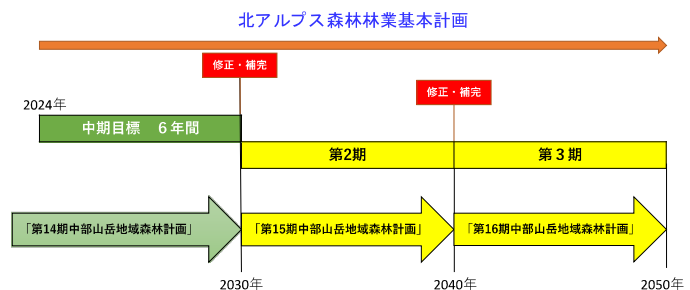 北アルプス森林林業基本計画
修正・補完
修正・補完
2024年
中期目標　６年間
第2期
第３期
「第14期中部山岳地域森林計画」
「第15期中部山岳地域森林計画」
「第16期中部山岳地域森林計画」
2030年
2040年
2050年